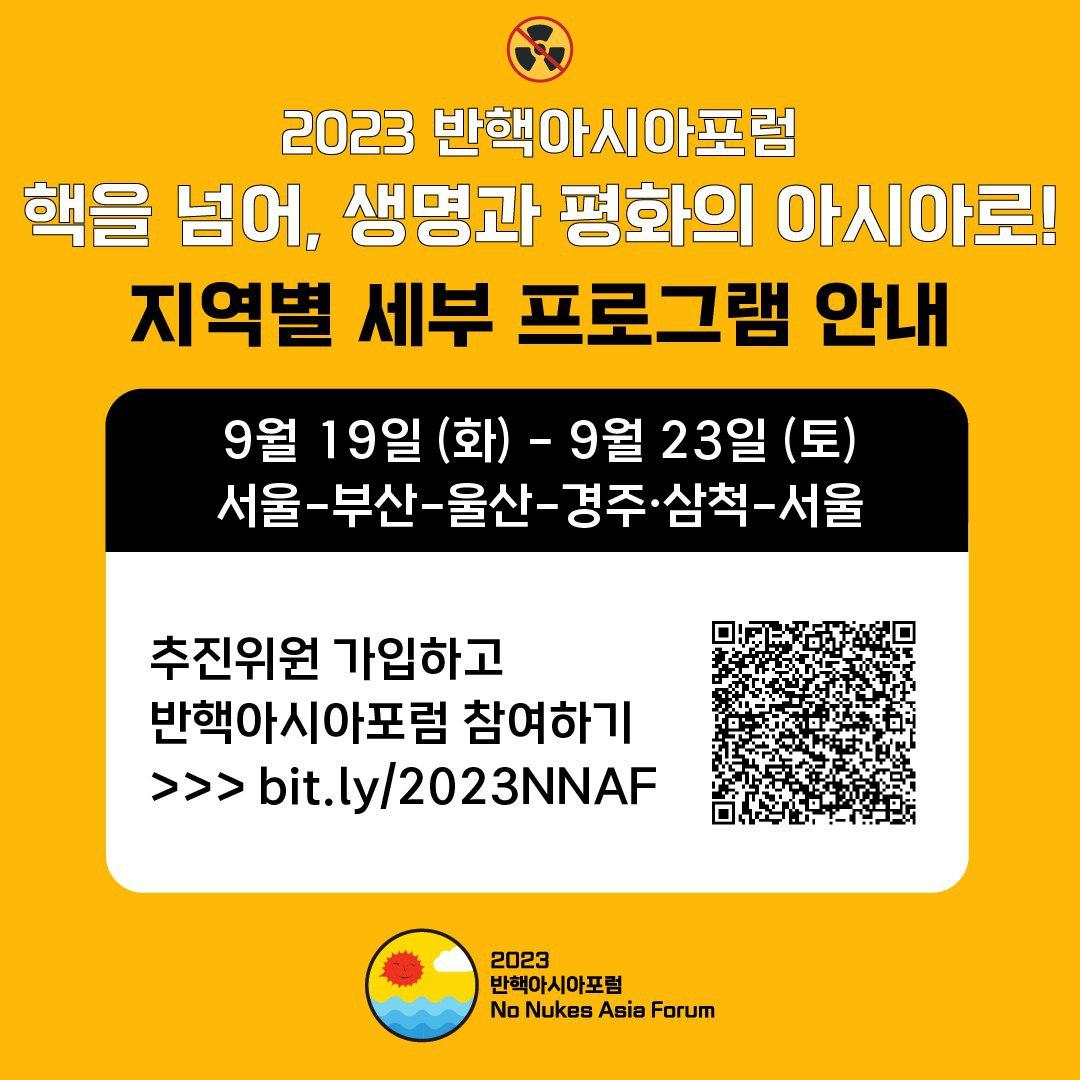 2023 반핵아시아포럼
핵을 넘어, 생명과 평화의 아시아로!
지역별 세부 프로그램 안내
9월 19일 (화) - 9월 23일 (토)
서울-부산-울산-경주·삼척-서울
추진위원 가입하고
반핵아시아포럼 참여하기
>>> bit.ly/2023NNAF
2023
반핵아시아포럼
No Nukes Asia Forum